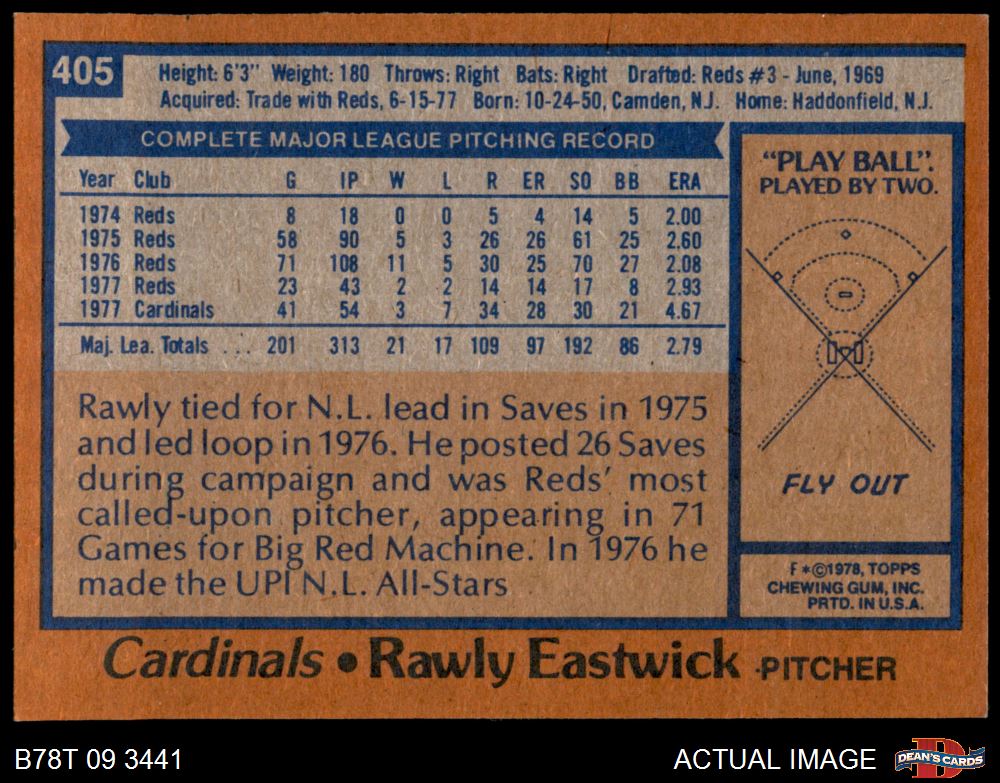 405
Height: 6'3" Weight: 180 Throws: Right Bats: Right Drafted: Reds #3 - June, 1969
Acquired: Trade with Reds, 6-15-77 Born: 10-24-50, Camden, N.J. Home: Haddonfield, N.J.
COMPLETE MAJOR LEAGUE PITCHING RECORD
Year Club G IP W L R ER SO BB ERA
1974 Reds 8 18 0 0 5 4 14 5 2.00
1975 Reds 58 90 5 3 26 26 61 25 2.60
1976 Reds 71 108 11 5 30 25 70 27 2.08
1977 Reds 23 43 2 2 14 14 17 8 2.93
1977 Cardinals 41 54 3 7 34 28 30 21 4.67
Maj. Lea. Totals ... 201 313 21 17 109 97 192 86 2.79
Rawly tied for N.L. lead in Saves in 1975
and led loop in 1976. He posted 26 Saves
during campaign and was Reds' most
called-upon pitcher, appearing in 71
Games for Big Red Machine. In 1976 he
made the UPI N.L. All-Stars
"PLAY BALL".
PLAYED BY TWO.
FLY OUT
F*©1978, TOPPS
CHEWING GUM, INC.
PRTD. IN U.S.A.
Cardinals • Rawly Eastwick - PITCHER
B78T 09 3441
ACTUAL IMAGE
DEAN'S CARDS